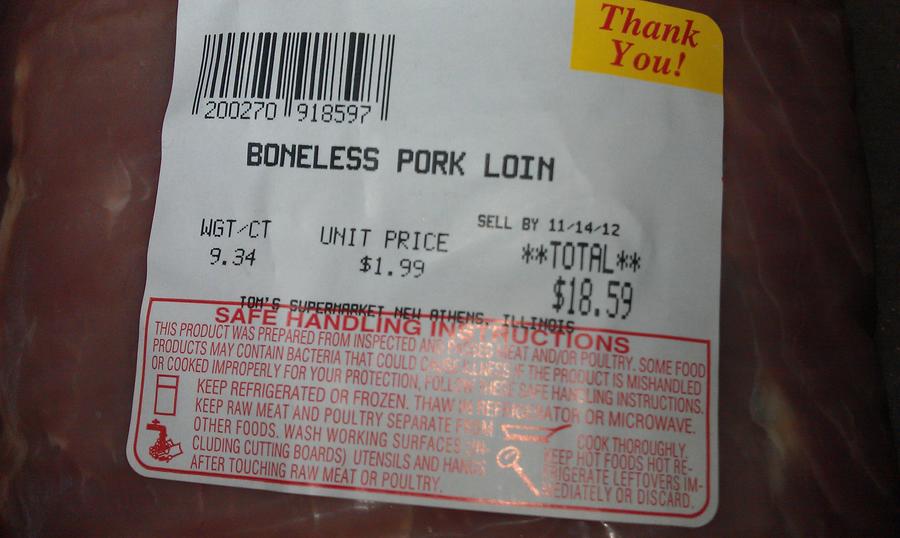 Thank
You!
200270 918597
BONELESS PORK LOIN
SELL BY 11/14/12
WGT/CT UNIT PRICE **TOTAL**
9.34 $1.99 $18.59
TOM'S SUPERMARKET NEW ATHENS, ILLINOIS
SAFE HANDLING INSTRUCTIONS
THIS PRODUCT WAS PREPARED FROM INSPECTED AND PASSED MEAT AND/OR POULTRY. SOME FOOD
PRODUCTS MAY CONTAIN BACTERIA THAT COULD CAUSE ILLNESS IF THE PRODUCT IS MISHANDLED
OR COOKED IMPROPERLY FOR YOUR PROTECTION, FOLLOW THESE SAFE HANDLING INSTRUCTIONS.
KEEP REFRIGERATED OR FROZEN. THAW IN REFRIGERATOR OR MICROWAVE.
KEEP RAW MEAT AND POULTRY SEPARATE FROM
OTHER FOODS. WASH WORKING SURFACES (IN-
CLUDING CUTTING BOARDS) UTENSILS AND HANDS
AFTER TOUCHING RAW MEAT OR POULTRY.
COOK THOROUGHLY.
KEEP HOT FOODS HOT RE-
FRIGERATE LEFTOVERS IM-
MEDIATELY OR DISCARD.